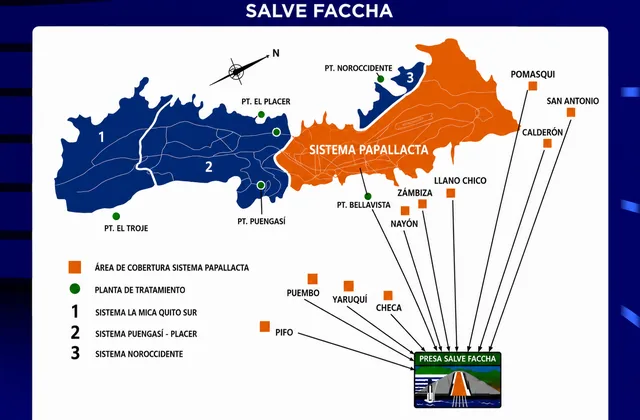 SALVE FACCHA
N
PT. NOROCCIDENTE
3
POMASQUI
SAN ANTONIO
PT. EL PLACER
CALDERÓN
1
SISTEMA PAPALLACTA
2
LLANO CHICO
ZÁMBIZA
PT. BELLAVISTA
PT. PUENGASÍ
NAYÓN
PT. EL TROJE
ÁREA DE COBERTURA SISTEMA PAPALLACTA
PLANTA DE TRATAMIENTO
1 SISTEMA LA MICA QUITO SUR
2 SISTEMA PUENGASÍ - PLACER
3 SISTEMA NOROCCIDENTE
PUEMBO
YARUQUÍ
CHECA
PIFO
PRESA SALVE FACCHA